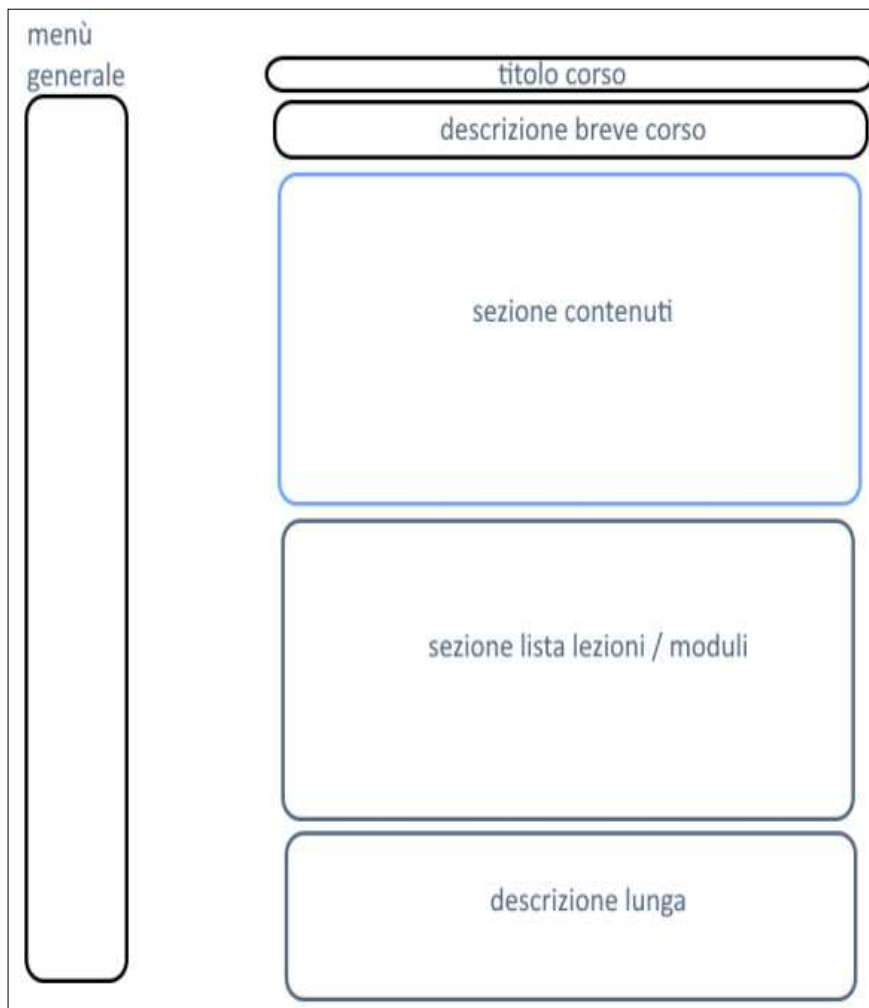 menù
generale
titolo corso
descrizione breve corso
sezione contenuti
sezione lista lezioni / moduli
descrizione lunga